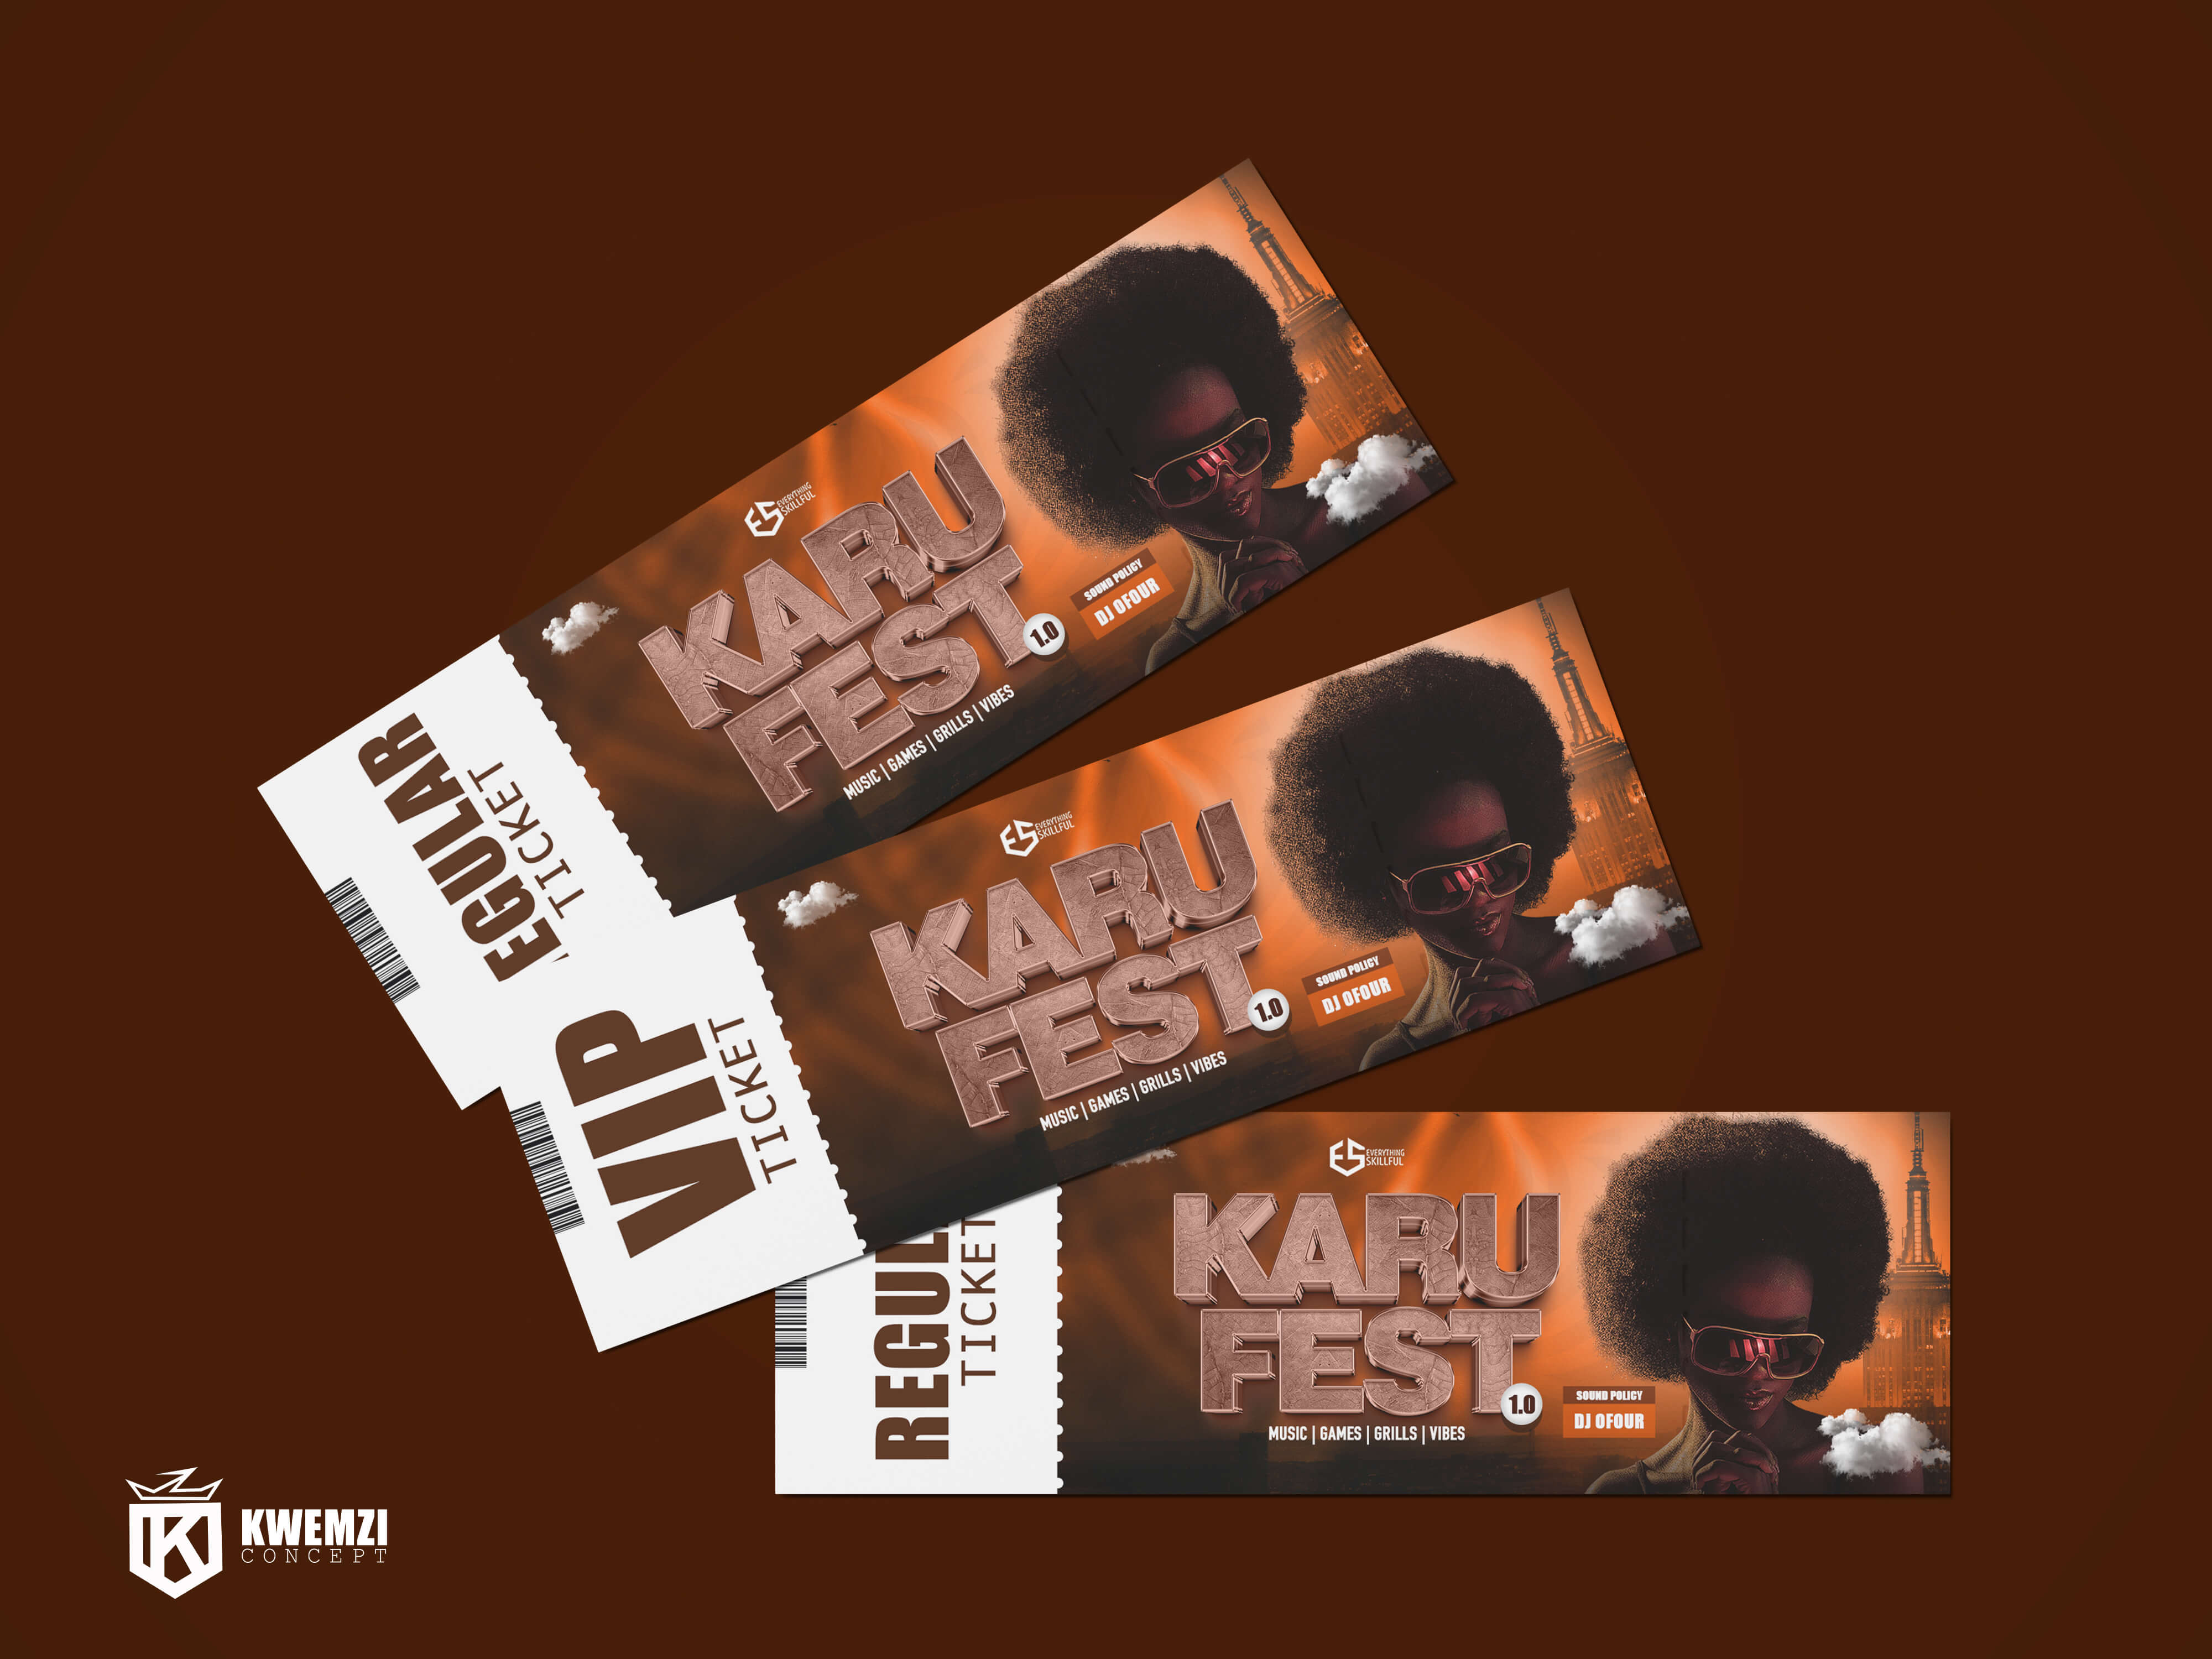 EVERYTHING
SKILLFUL
KARU
FEST
1.0
MUSIC | GAMES | GRILLS | VIBES
SOUND POLICY
DJ OFOUR
EGULAR
TICKET
EVERYTHING
SKILLFUL
KARU
FEST
1.0
MUSIC | GAMES | GRILLS | VIBES
SOUND POLICY
DJ OFOUR
VIP
TICKET
EVERYTHING
SKILLFUL
KARU
FEST
1.0
MUSIC | GAMES | GRILLS | VIBES
SOUND POLICY
DJ OFOUR
REGUL
TICKET
KWEMZI
CONCEPT